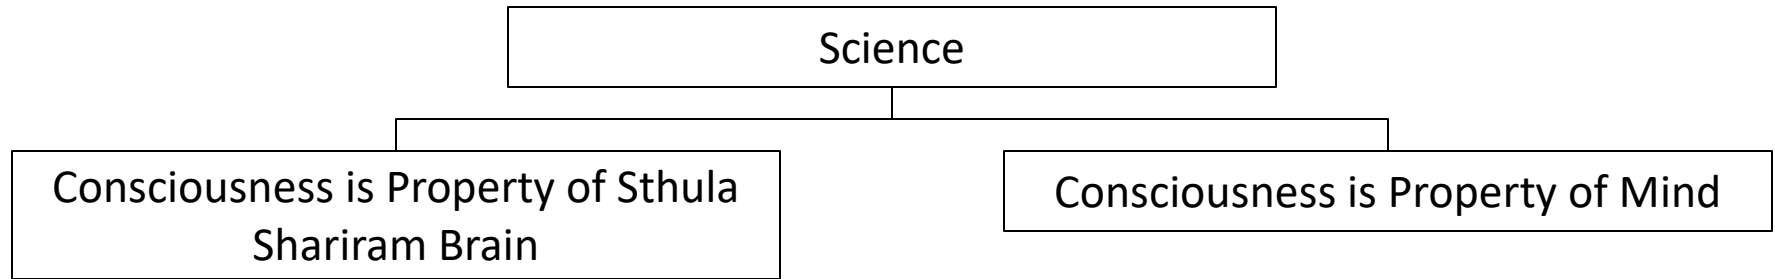 Science
Consciousness is Property of Sthula
Shariram Brain
Consciousness is Property of Mind